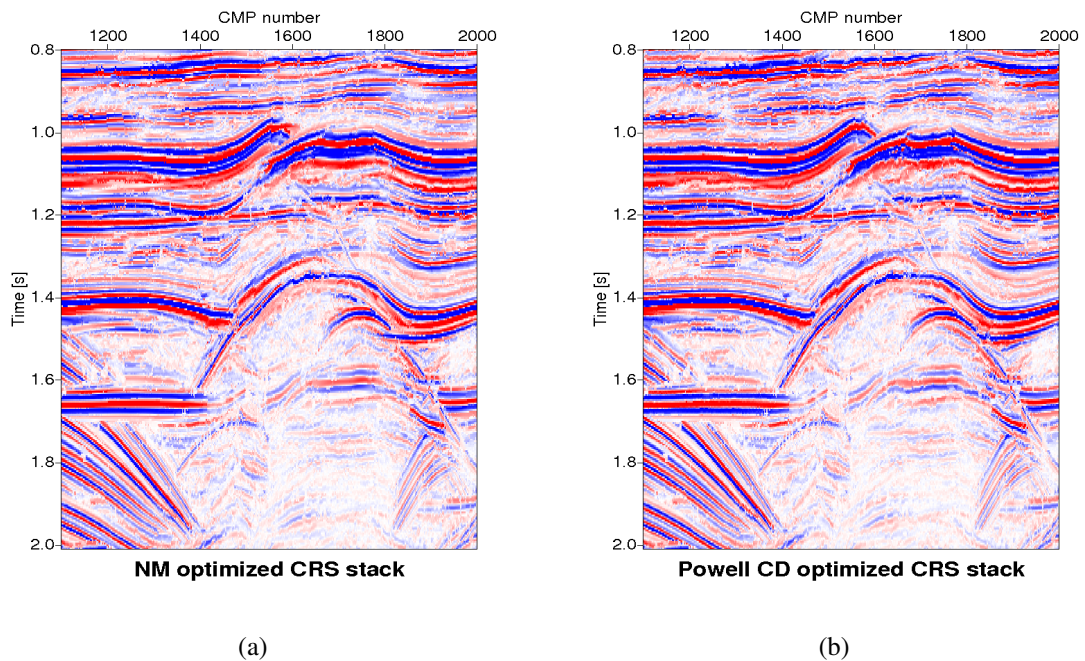 CMP number
1200 1400 1600 1800 2000
0.8
1.0
1.2
1.4
1.6
1.8
2.0
Time [s]
NM optimized CRS stack
(a)
CMP number
1200 1400 1600 1800 2000
0.8
1.0
1.2
1.4
1.6
1.8
2.0
Time [s]
Powell CD optimized CRS stack
(b)